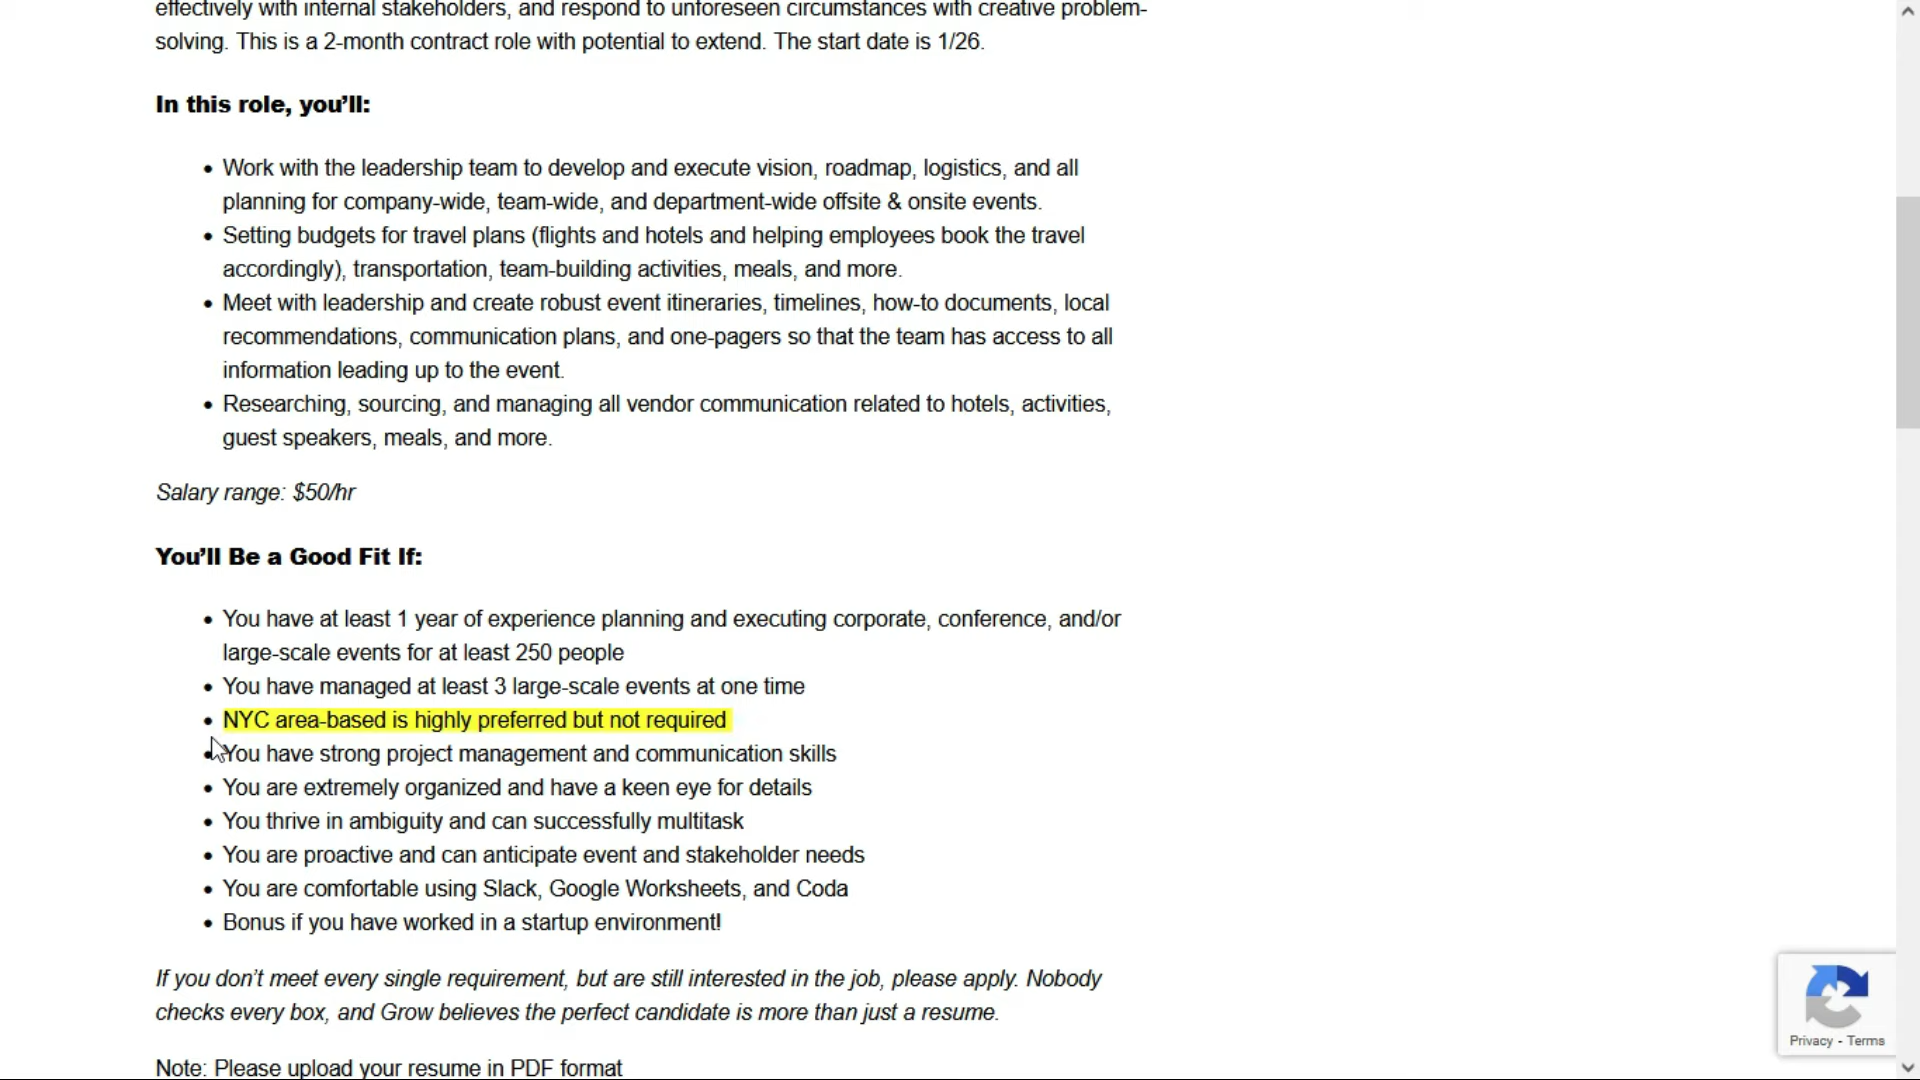 effectively with internal stakeholders, and respond to unforeseen circumstances with creative problem-
solving. This is a 2-month contract role with potential to extend. The start date is 1/26.
In this role, you’ll:
• Work with the leadership team to develop and execute vision, roadmap, logistics, and all
planning for company-wide, team-wide, and department-wide offsite & onsite events.
• Setting budgets for travel plans (flights and hotels and helping employees book the travel
accordingly), transportation, team-building activities, meals, and more.
• Meet with leadership and create robust event itineraries, timelines, how-to documents, local
recommendations, communication plans, and one-pagers so that the team has access to all
information leading up to the event.
• Researching, sourcing, and managing all vendor communication related to hotels, activities,
guest speakers, meals, and more.
Salary range: $50/hr
You’ll Be a Good Fit If:
• You have at least 1 year of experience planning and executing corporate, conference, and/or
large-scale events for at least 250 people
• You have managed at least 3 large-scale events at one time
• NYC area-based is highly preferred but not required
• You have strong project management and communication skills
• You are extremely organized and have a keen eye for details
• You thrive in ambiguity and can successfully multitask
• You are proactive and can anticipate event and stakeholder needs
• You are comfortable using Slack, Google Worksheets, and Coda
• Bonus if you have worked in a startup environment!
If you don’t meet every single requirement, but are still interested in the job, please apply. Nobody
checks every box, and Grow believes the perfect candidate is more than just a resume.
Note: Please upload your resume in PDF format
Privacy - Terms